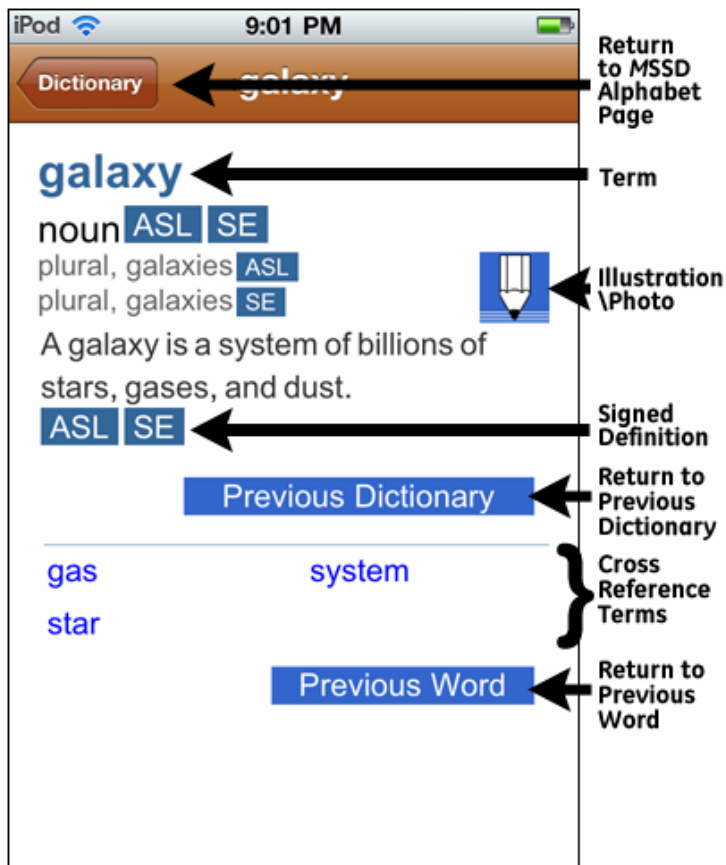 iPod 9:01 PM
Dictionary galaxy
Return
to MSSD
Alphabet
Page
galaxy
Term
noun ASL SE
plural, galaxies ASL
plural, galaxies SE
Illustration
\Photo
A galaxy is a system of billions of
stars, gases, and dust.
ASL SE
Signed
Definition
Previous Dictionary
Return to
Previous
Dictionary
gas system
star
Cross
Reference
Terms
Previous Word
Return to
Previous
Word